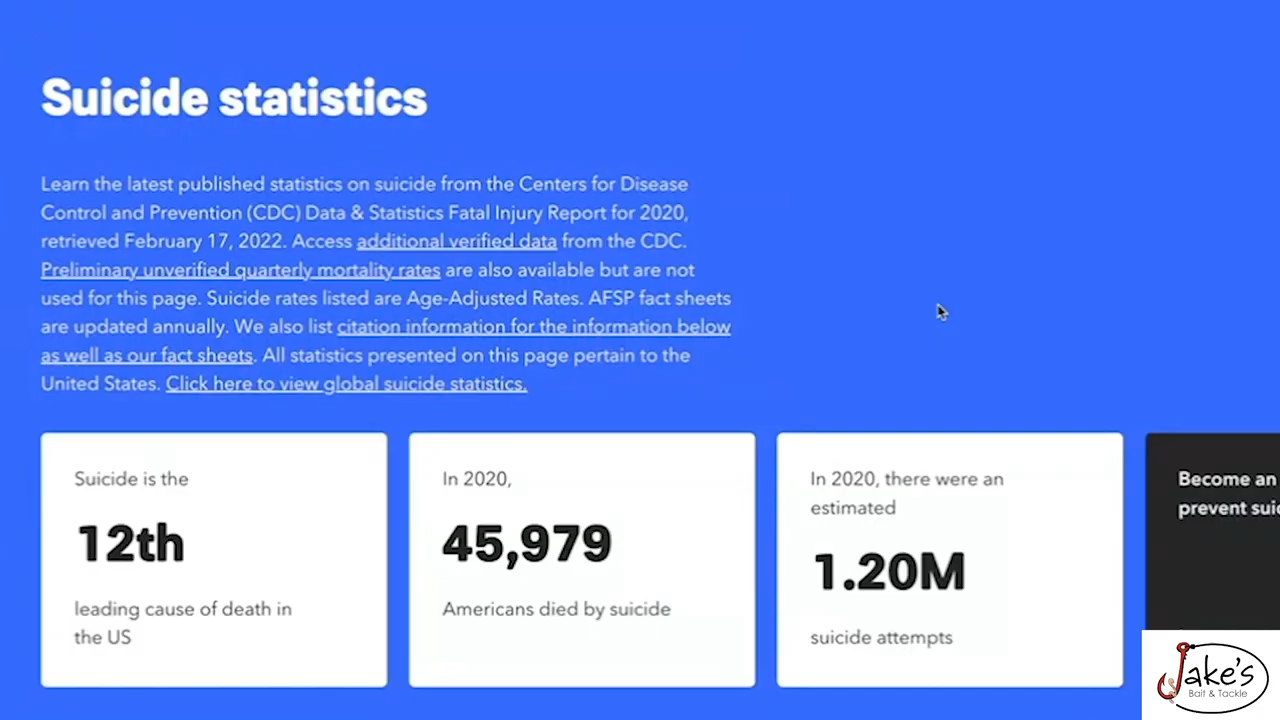 Suicide statistics
Learn the latest published statistics on suicide from the Centers for Disease
Control and Prevention (CDC) Data & Statistics Fatal Injury Report for 2020,
retrieved February 17, 2022. Access additional verified data from the CDC.
Preliminary unverified quarterly mortality rates are also available but are not
used for this page. Suicide rates listed are Age-Adjusted Rates. AFSP fact sheets
are updated annually. We also list citation information for the information below
as well as our fact sheets. All statistics presented on this page pertain to the
United States. Click here to view global suicide statistics.
Suicide is the
12th
leading cause of death in
the US
In 2020,
45,979
Americans died by suicide
In 2020, there were an
estimated
1.20M
suicide attempts
Become an
prevent
Jake's
Bait & Tackle